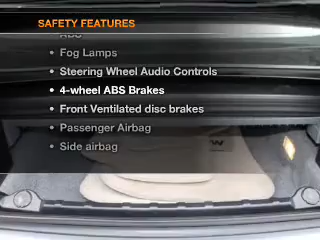 SAFETY FEATURES
ABS
• Fog Lamps
• Steering Wheel Audio Controls
• 4-wheel ABS Brakes
• Front Ventilated disc brakes
• Passenger Airbag
• Side airbag